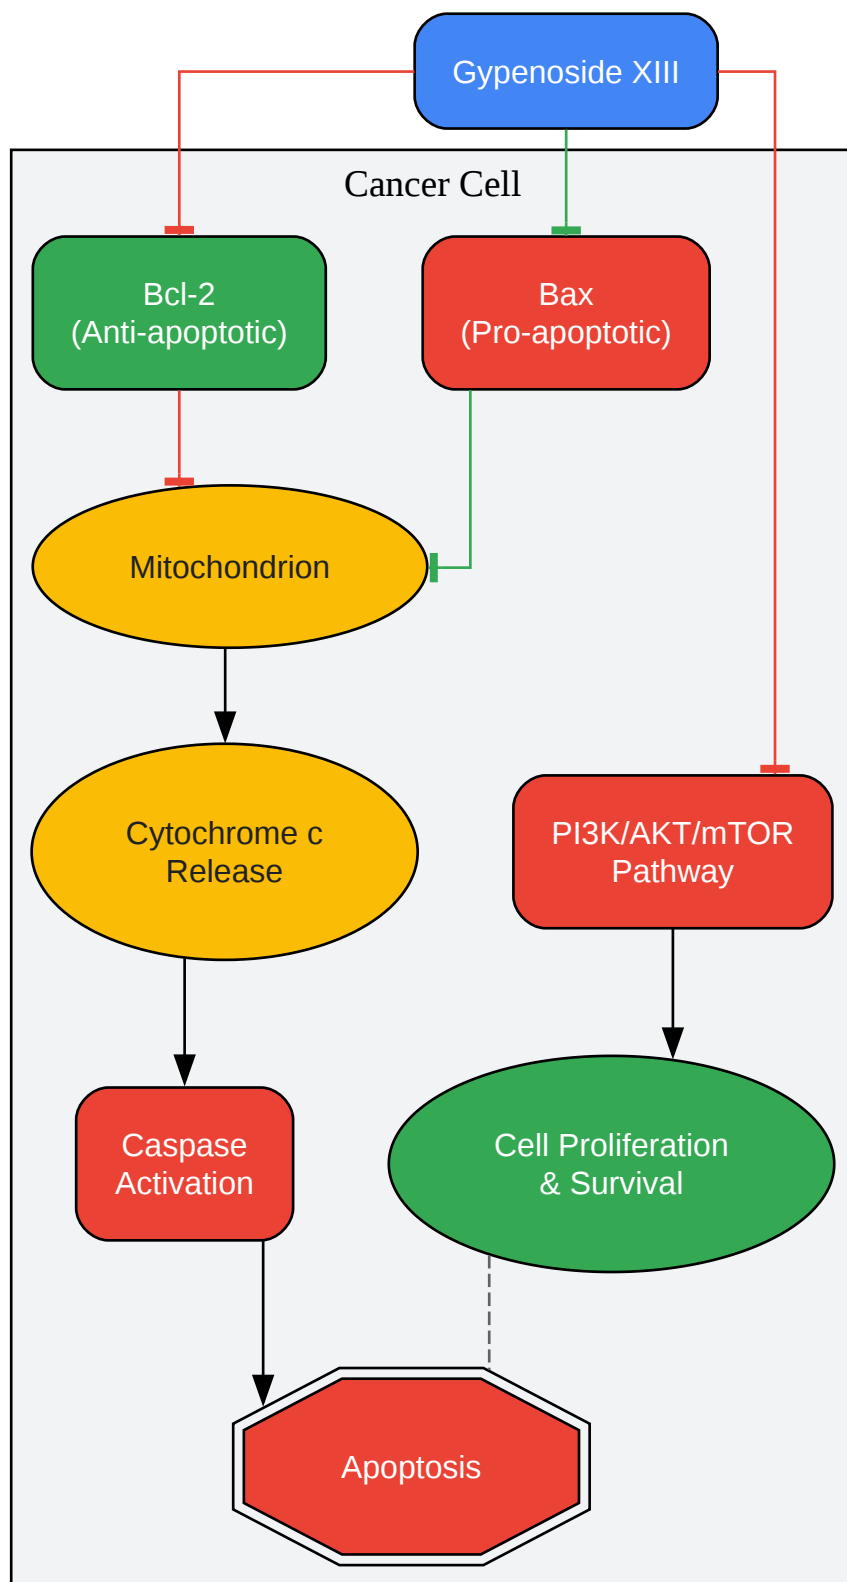 Gypenoside XIII
Cancer Cell
Bcl-2
(Anti-apoptotic)
Bax
(Pro-apoptotic)
Mitochondrion
Cytochrome c
Release
PI3K/AKT/mTOR
Pathway
Caspase
Activation
Cell Proliferation
& Survival
Apoptosis